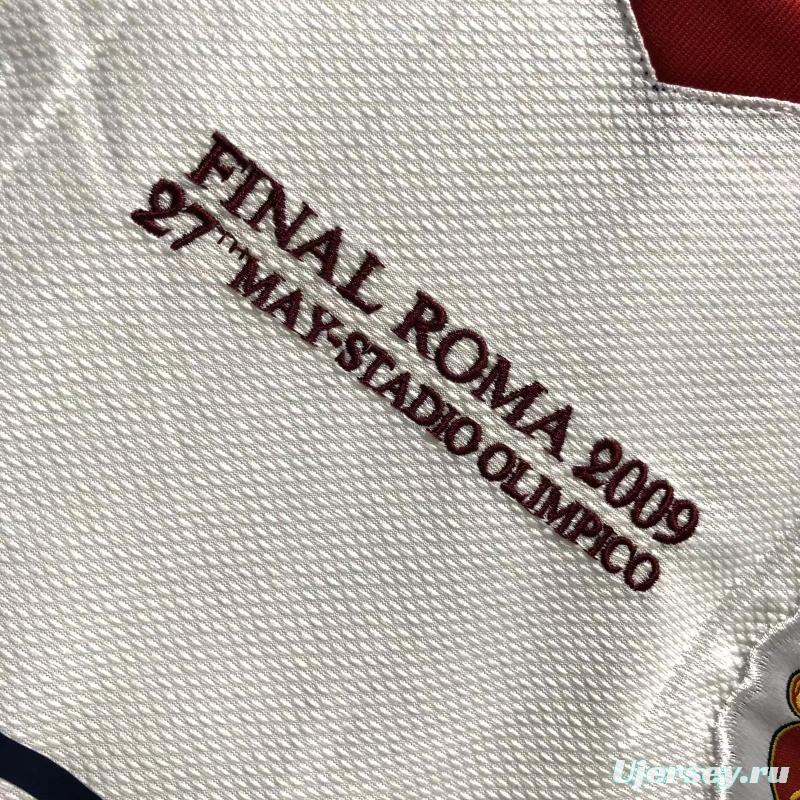 FINAL ROMA 2009
27TH MAY-STADIO OLIMPICO
Ujersey.ru